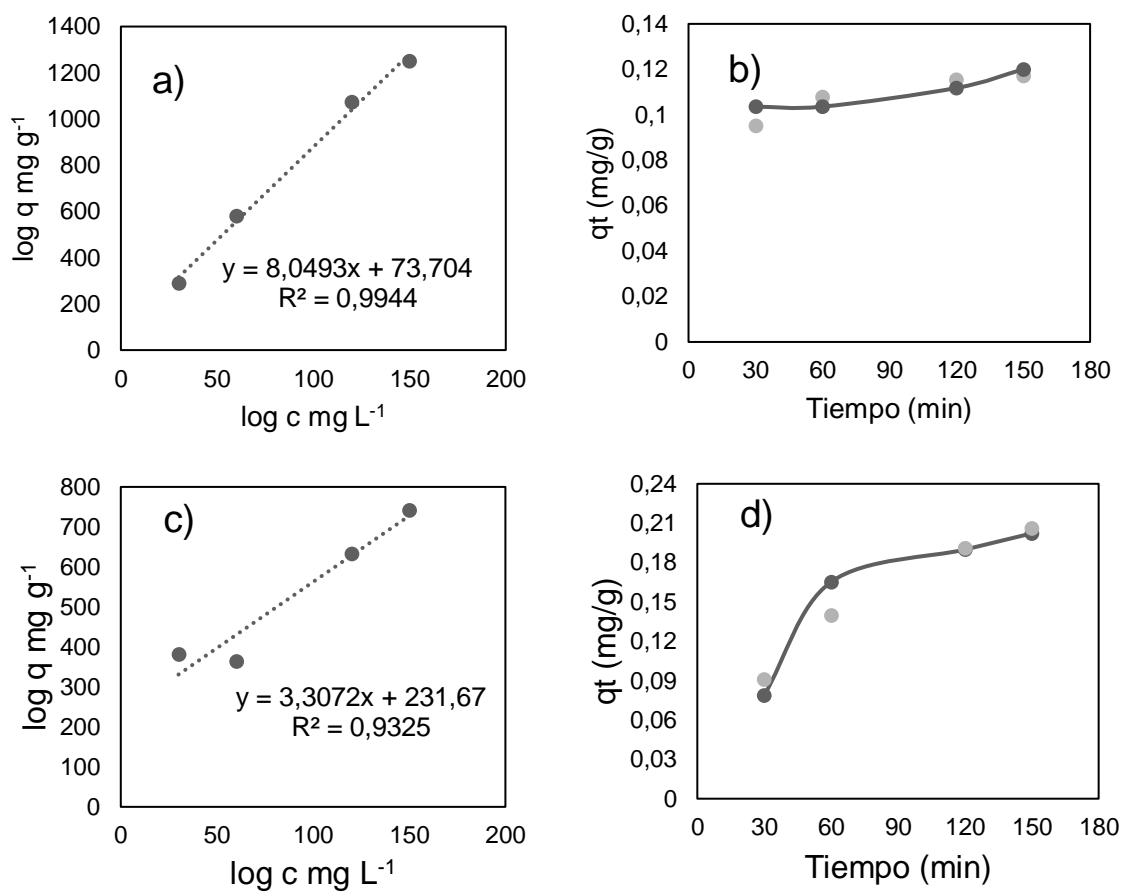 a)
1400
1200
1000
800
600
400
200
0
log q mg g⁻¹
y = 8,0493x + 73,704
R² = 0,9944
0 50 100 150 200
log c mg L⁻¹
b)
0,14
0,12
0,1
0,08
0,06
0,04
0,02
0
qt (mg/g)
0 30 60 90 120 150 180
Tiempo (min)
c)
800
700
600
500
400
300
200
100
0
log q mg g⁻¹
y = 3,3072x + 231,67
R² = 0,9325
0 50 100 150 200
log c mg L⁻¹
d)
0,24
0,21
0,18
0,15
0,12
0,09
0,06
0,03
0
qt (mg/g)
0 30 60 90 120 150 180
Tiempo (min)